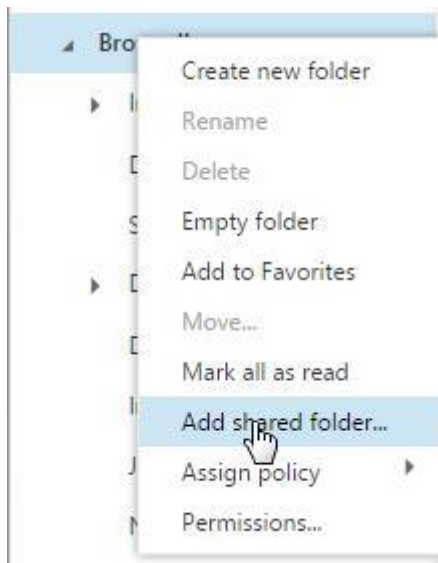 Create new folder
Rename
Delete
Empty folder
Add to Favorites
Move...
Mark all as read
Add shared folder...
Assign policy
Permissions...